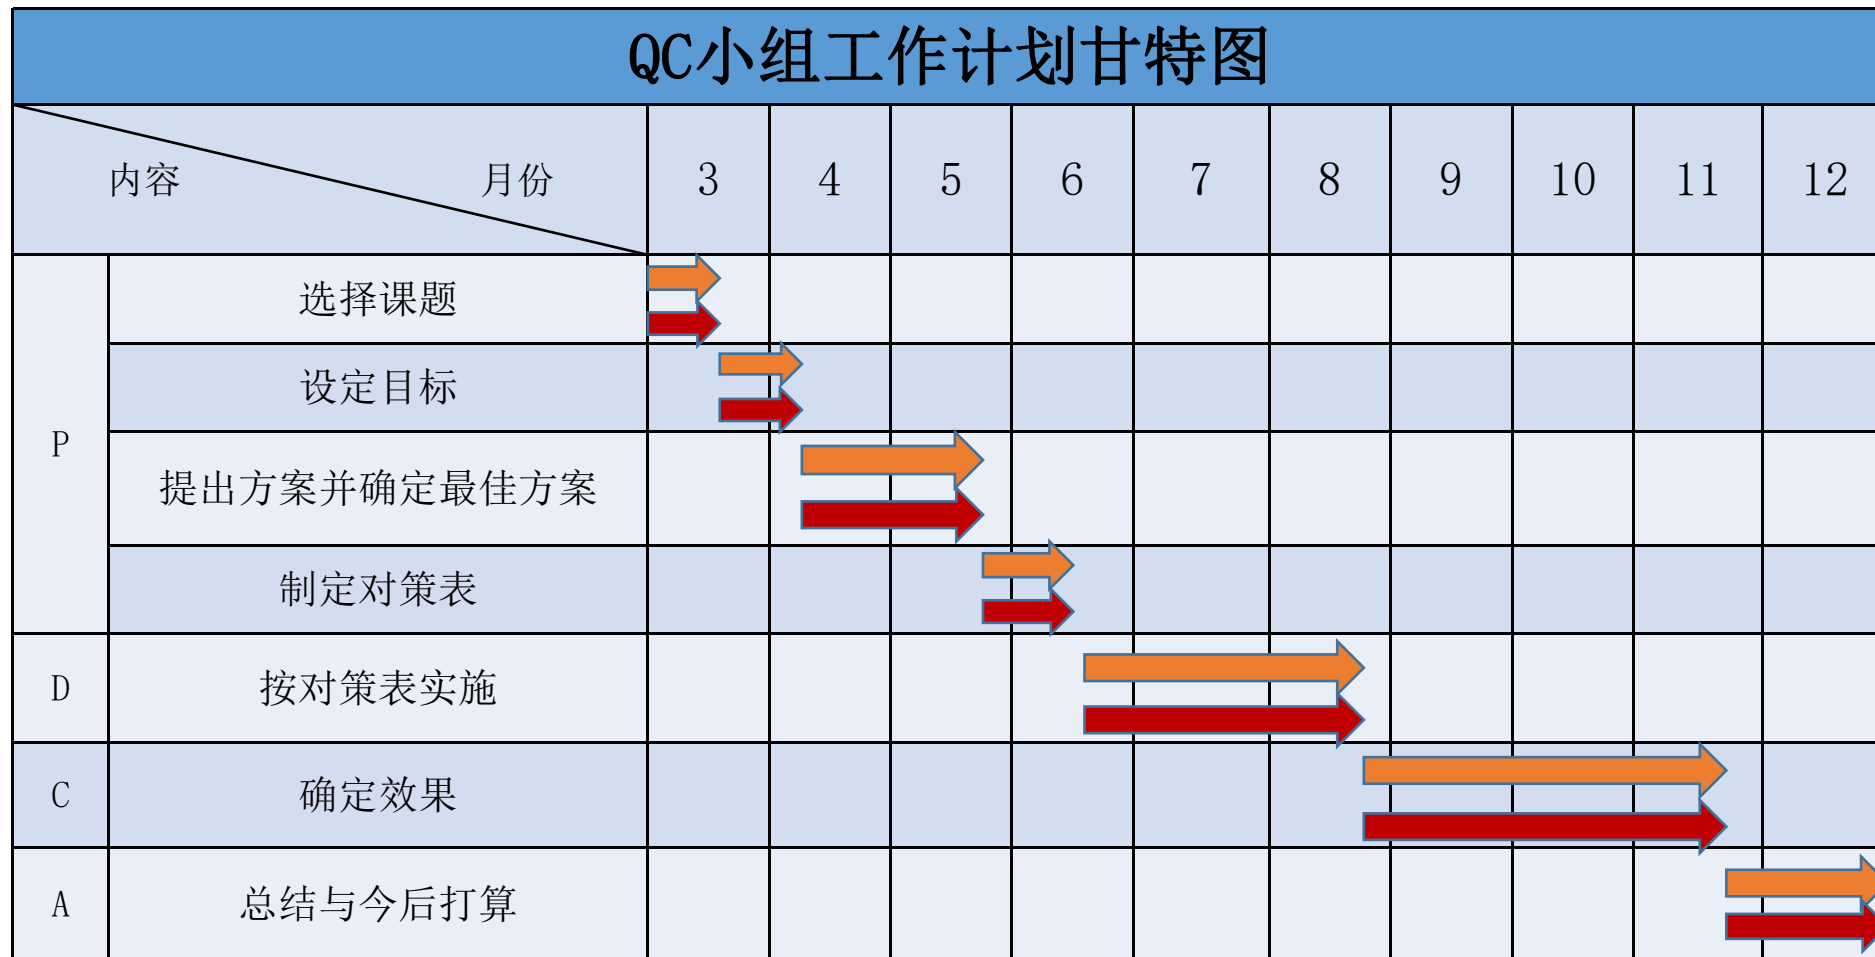 QC小组工作计划甘特图
内容 月份 3 4 5 6 7 8 9 10 11 12
选择课题
设定目标
P
提出方案并确定最佳方案
制定对策表
D 按对策表实施
C 确定效果
A 总结与今后打算